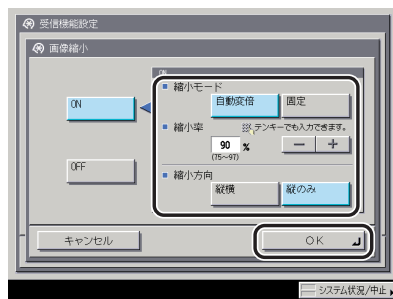 受信機能設定
画像縮小
ON
縮小モード
自動変倍
固定
ON
縮小率
テンキーでも入力できます。
90 %
－ ＋
(75～97)
OFF
縮小方向
縦横
縦のみ
キャンセル
OK
システム状況/中止